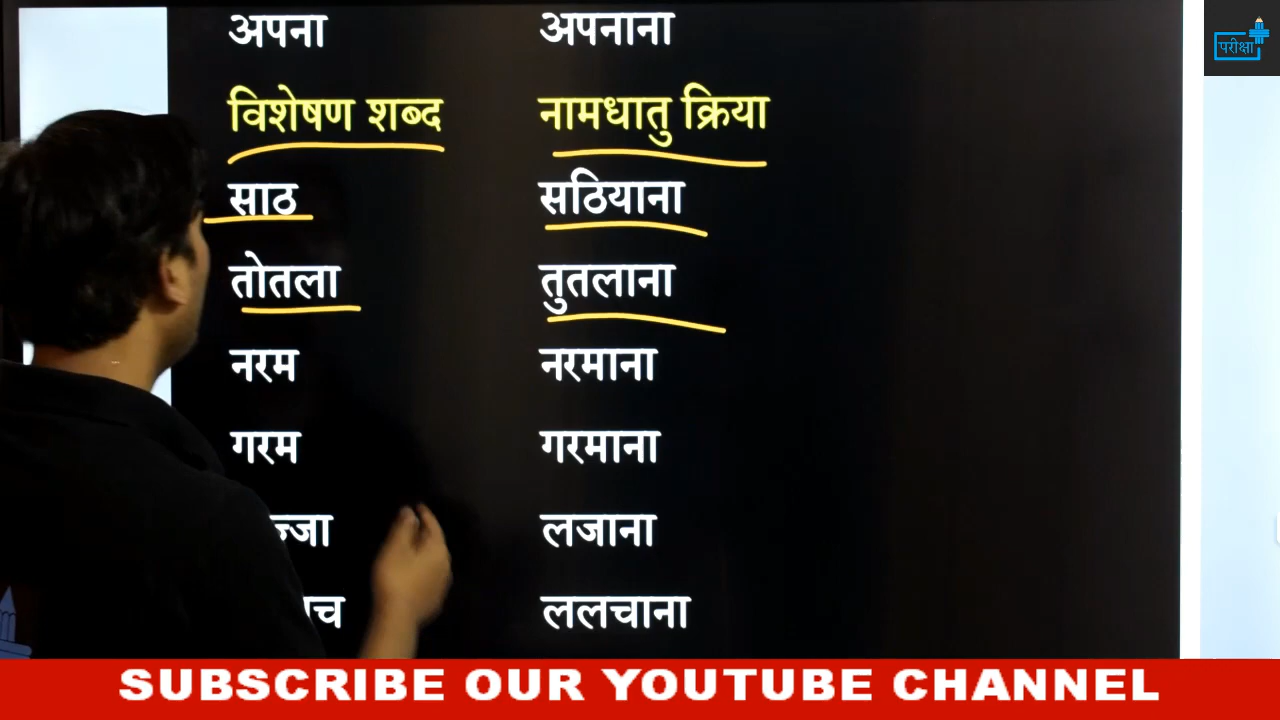 अपना अपनाना
परीक्षा
विशेषण शब्द नामधातु क्रिया
साठ सठियाना
तोतला तुतलाना
नरम नरमाना
गरम गरमाना
लजाना
ललचाना
SUBSCRIBE OUR YOUTUBE CHANNEL